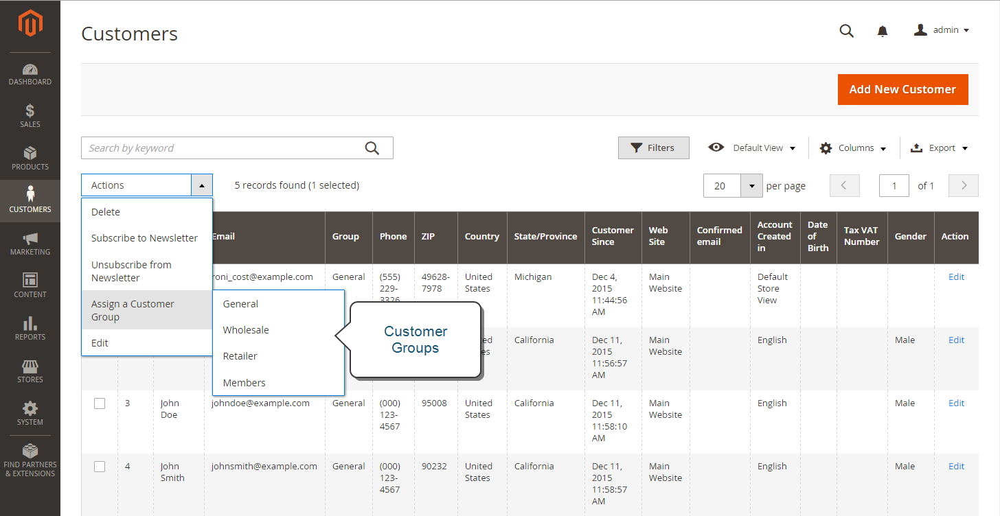 Customers
admin
DASHBOARD
SALES
PRODUCTS
CUSTOMERS
MARKETING
CONTENT
REPORTS
STORES
SYSTEM
FIND PARTNERS
& EXTENSIONS
Add New Customer
Search by keyword
Filters
Default View
Columns
Export
Actions
5 records found (1 selected)
20
per page
1
of 1
Delete
Subscribe to Newsletter
Unsubscribe from
Newsletter
Assign a Customer
Group
Edit
General
Wholesale
Retailer
Members
Customer
Groups
Email
Group
Phone
ZIP
Country
State/Province
Customer
Since
Web
Site
Confirmed
email
Account
Created
in
Date
of
Birth
Tax VAT
Number
Gender
Action
roni_cost@example.com
General
(555)
229-
3326
49628-
7978
United
States
Michigan
Dec 4,
2015
11:44:56
AM
Main
Website
Default
Store
View
Edit
California
Dec 11,
2015
11:56:57
AM
Main
Website
English
Male
Edit
3
John
Doe
johndoe@example.com
General
(000)
123-
4567
95008
United
States
California
Dec 11,
2015
11:58:10
AM
Main
Website
English
Male
Edit
4
John
Smith
johnsmith@example.com
General
(000)
123-
4567
90232
United
States
California
Dec 11,
2015
11:58:57
AM
Main
Website
English
Male
Edit